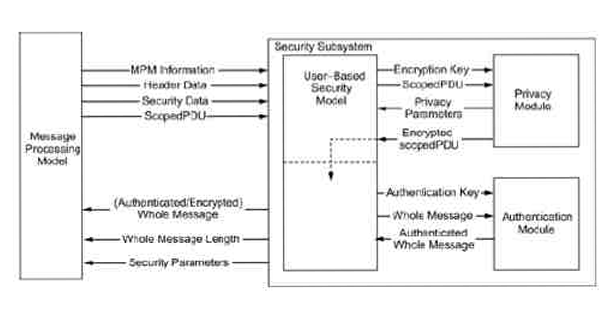 Security Subsystem
MPM Information
Header Data
Security Data
ScopedPDU
Message
Processing
Model
User-Based
Security
Model
Encryption Key
ScopedPDU
Privacy
Parameters
Encrypted
scopedPDU
Privacy
Module
(Authenticated/Encrypted)
Whole Message
Whole Message Length
Security Parameters
Authentication Key
Whole Message
Authenticated
Whole Message
Authentication
Module